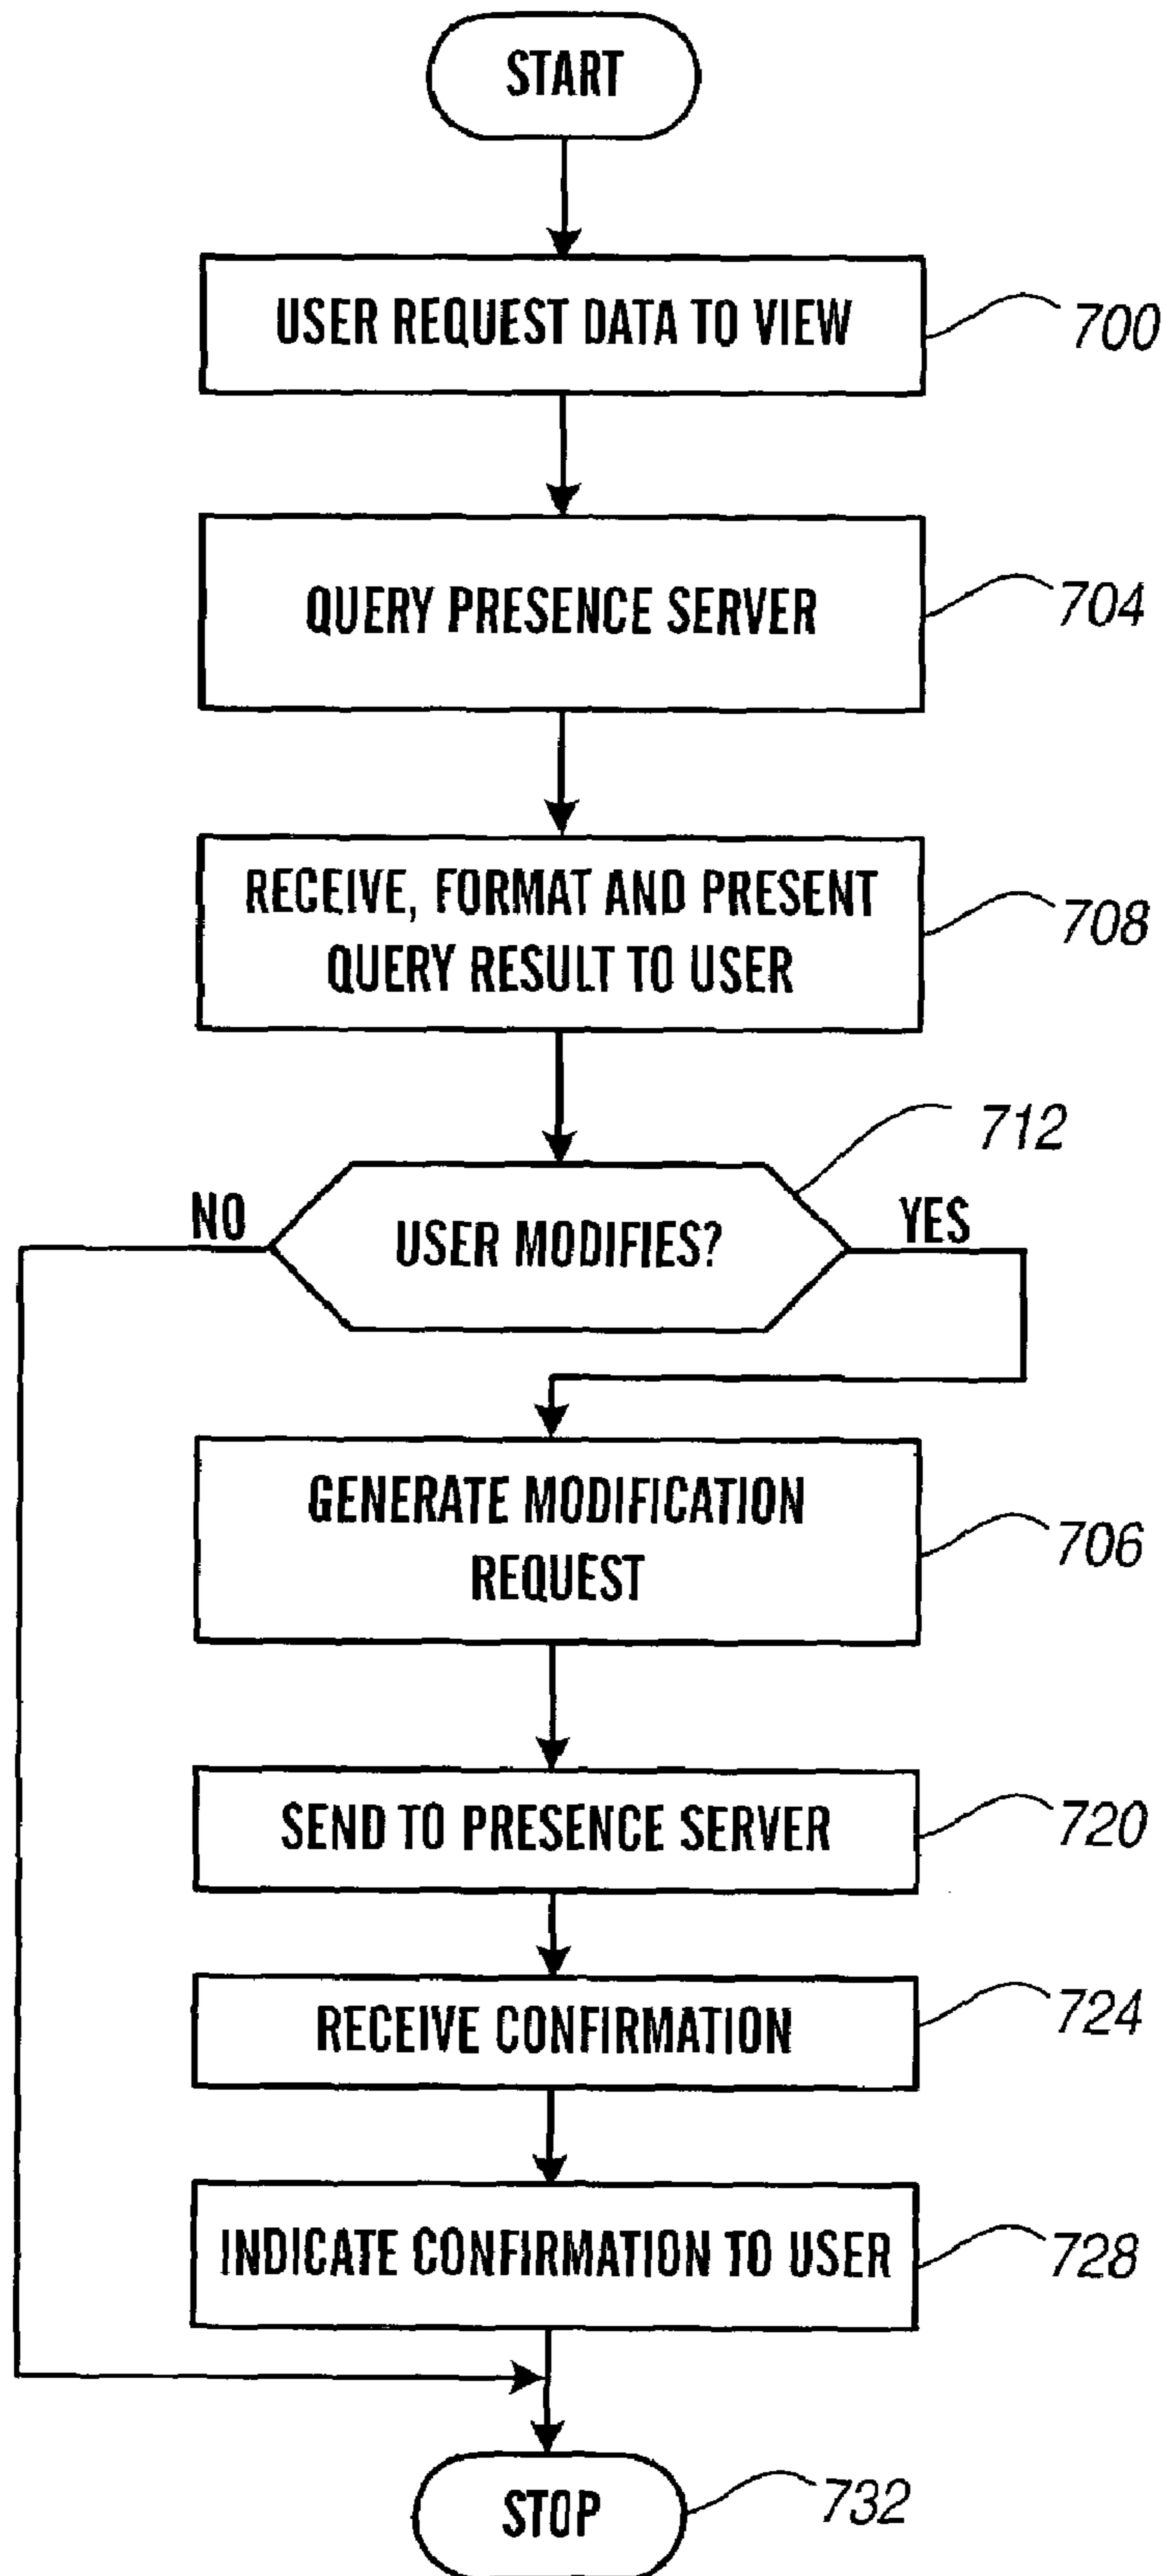 START
USER REQUEST DATA TO VIEW
700
QUERY PRESENCE SERVER
704
RECEIVE, FORMAT AND PRESENT
QUERY RESULT TO USER
708
712
NO
USER MODIFIES?
YES
GENERATE MODIFICATION
REQUEST
706
SEND TO PRESENCE SERVER
720
RECEIVE CONFIRMATION
724
INDICATE CONFIRMATION TO USER
728
STOP
732